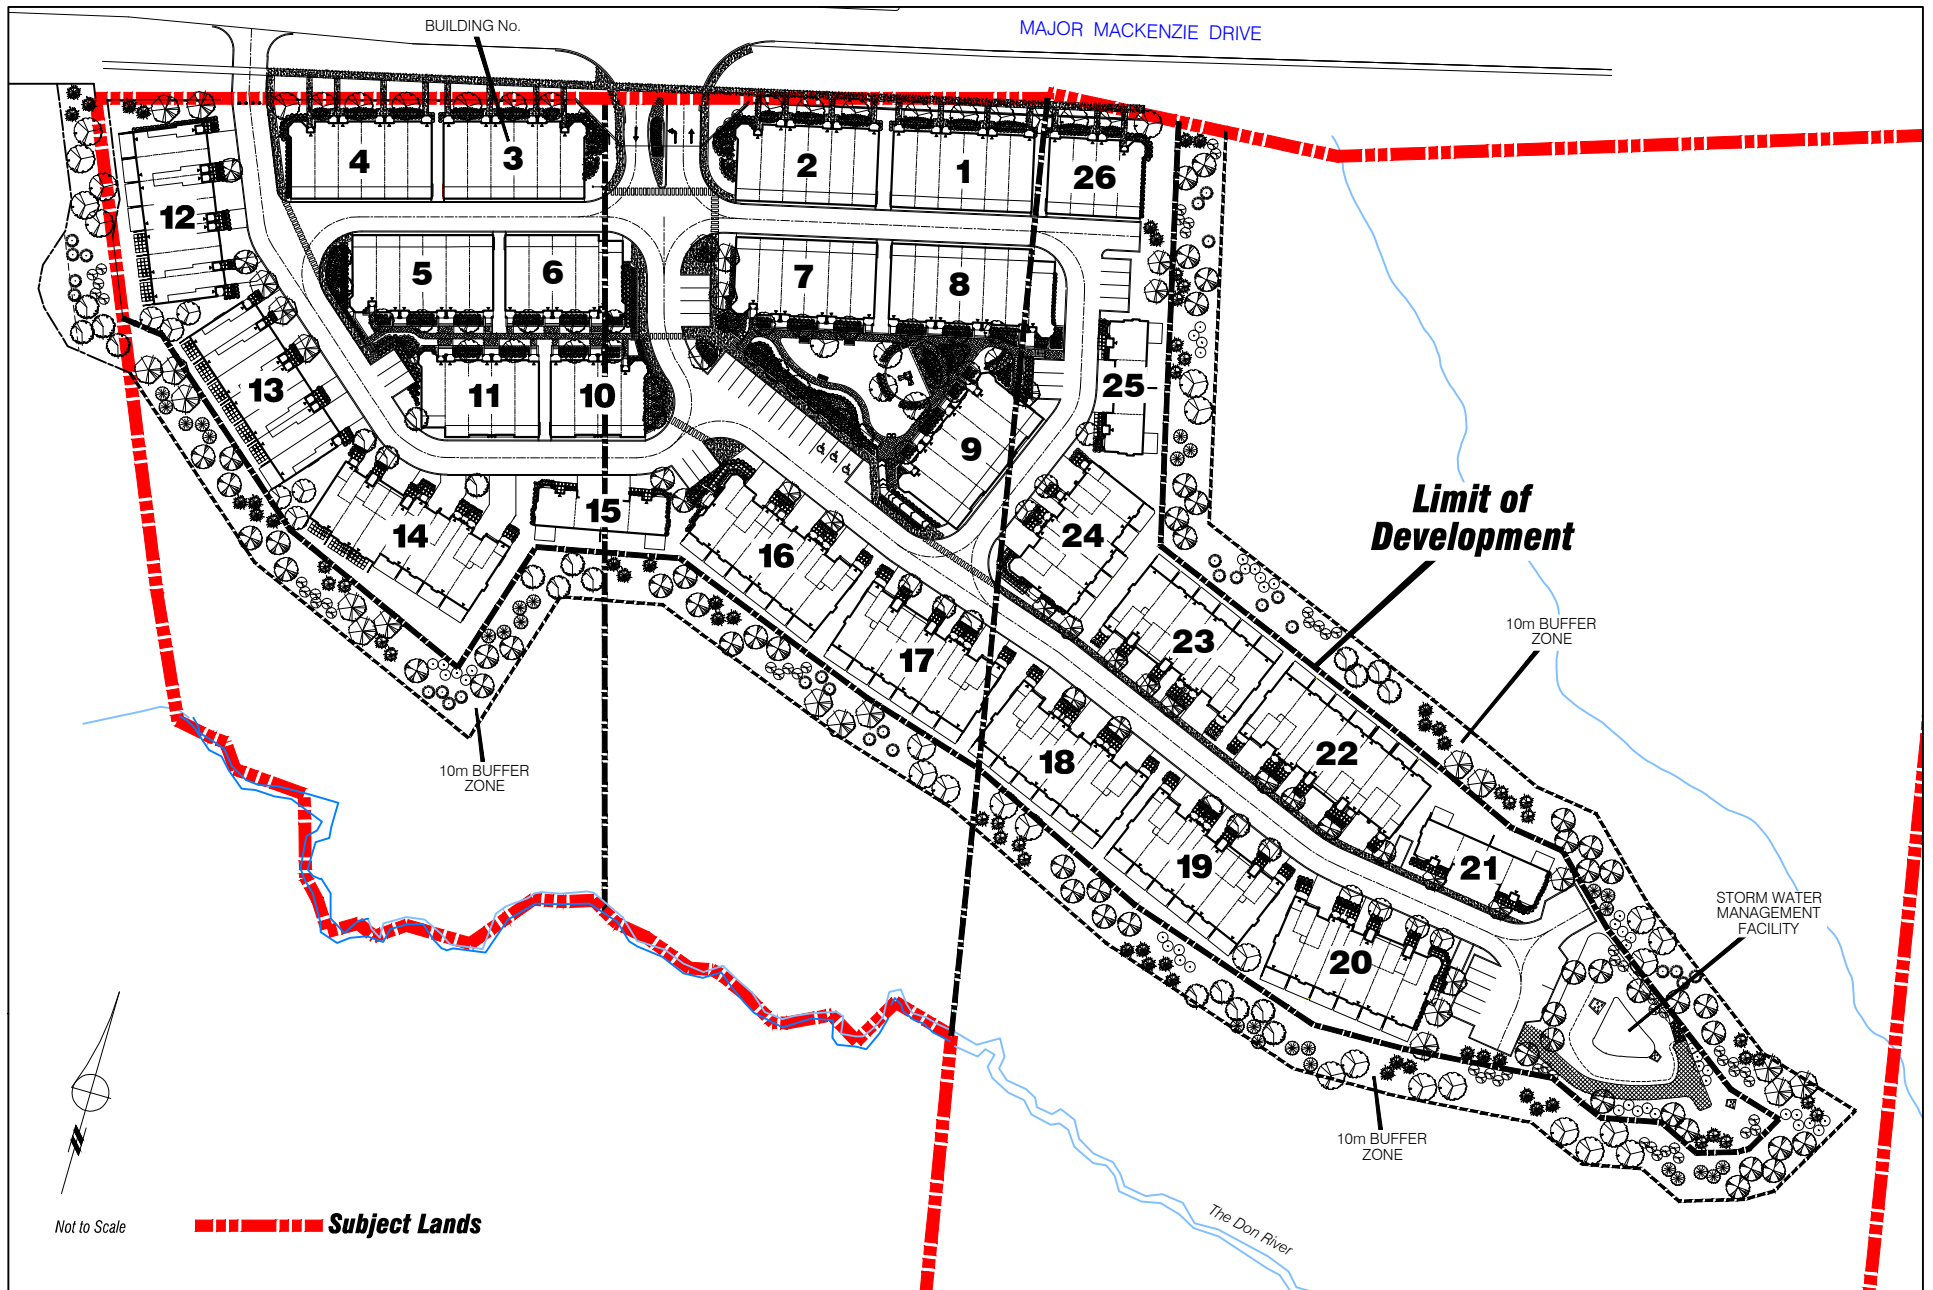 BUILDING No.
MAJOR MACKENZIE DRIVE
4
3
2
1
26
12
5
6
7
8
13
11
10
25
9
14
15
16
24
Limit of
Development
10m BUFFER
ZONE
17
23
18
22
10m BUFFER
ZONE
19
21
20
STORM WATER
MANAGEMENT
FACILITY
10m BUFFER
ZONE
N
Not to Scale
Subject Lands
The Don River